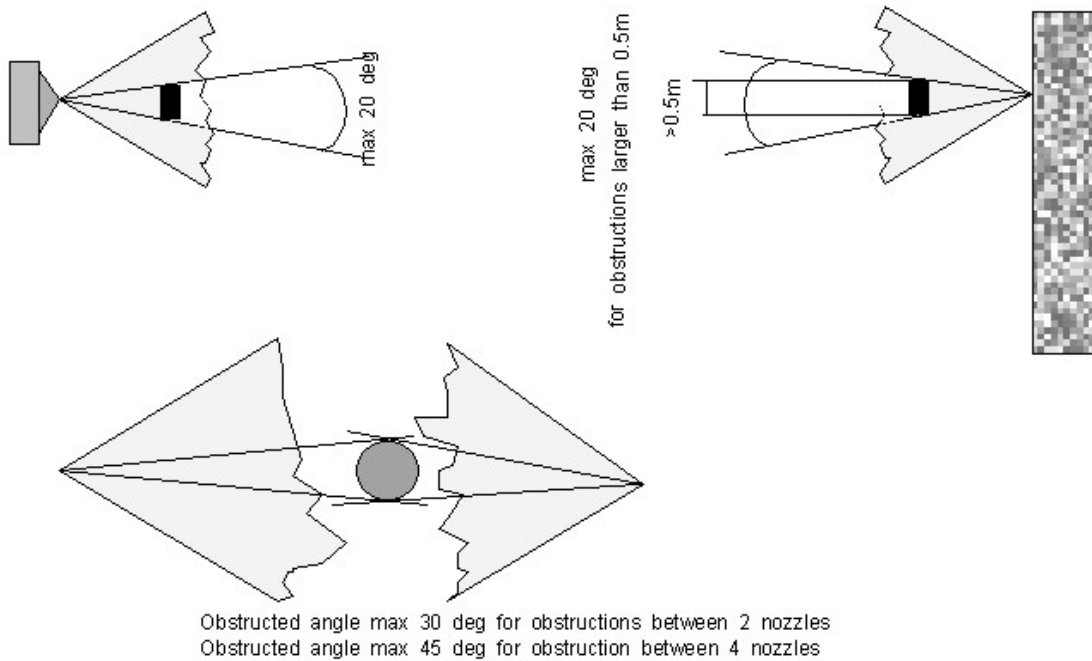 max 20 deg
max 20 deg
for obstructions larger than 0.5m
>0.5m
Obstructed angle max 30 deg for obstructions between 2 nozzles
Obstructed angle max 45 deg for obstruction between 4 nozzles